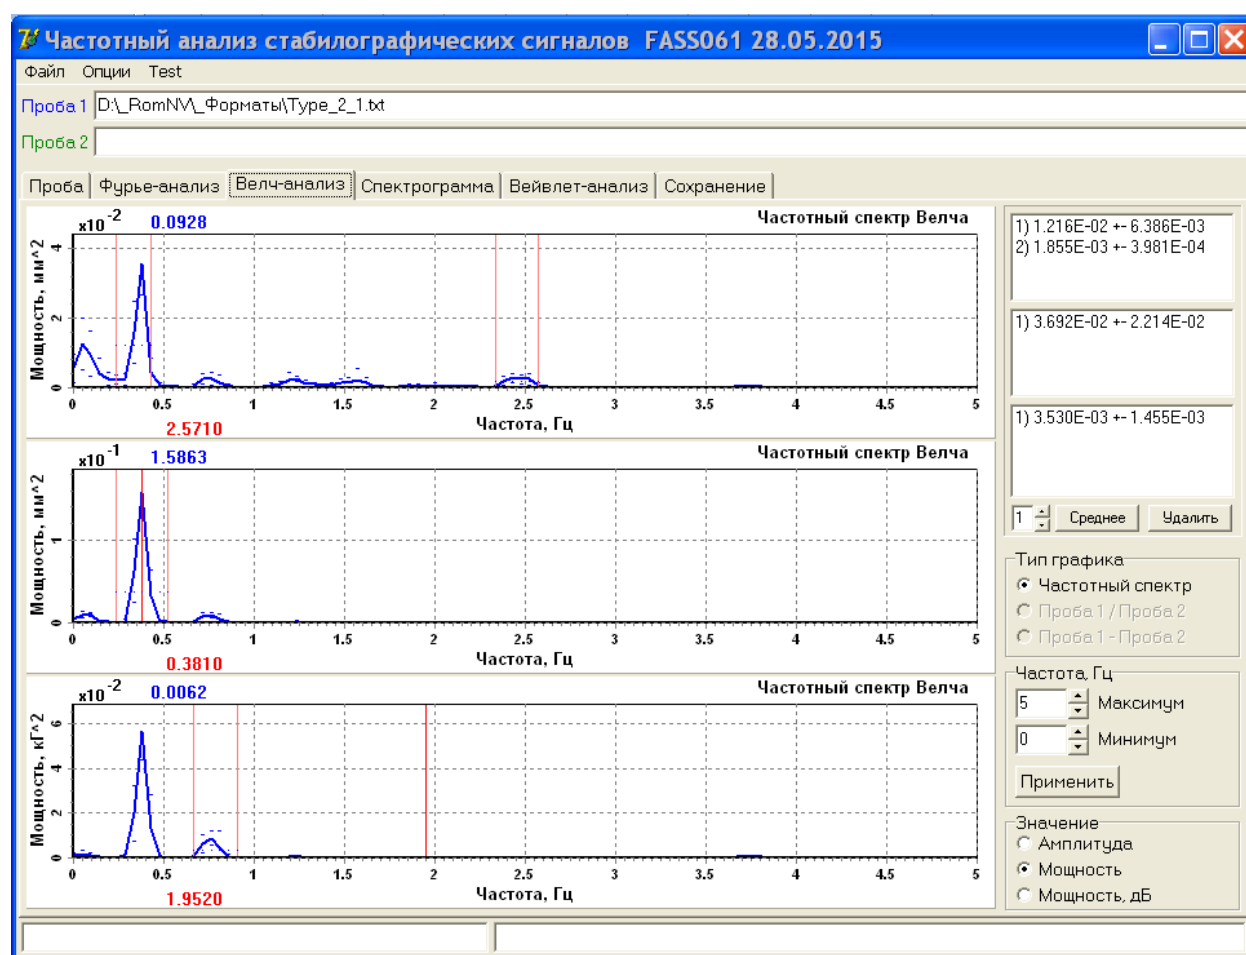 Частотный анализ стабилографических сигналов FASS061 28.05.2015
Файл Опции Test
Проба 1 D:\_RomNV\_Форматы\Type_2_1.txt
Проба 2
Проба Фурье-анализ Велч-анализ Спектрограмма Вейвлет-анализ Сохранение
x10^-2 0.0928 Частотный спектр Велча
Мощность, мм^2
4
2
0
0 0.5 1 1.5 2 2.5 3 3.5 4 4.5 5
2.5710 Частота, Гц
x10^-1 1.5863 Частотный спектр Велча
Мощность, мм^2
1
0
0 0.5 1 1.5 2 2.5 3 3.5 4 4.5 5
0.3810 Частота, Гц
x10^-2 0.0062 Частотный спектр Велча
Мощность, кГ^2
6
4
2
0
0 0.5 1 1.5 2 2.5 3 3.5 4 4.5 5
1.9520 Частота, Гц
1) 1.216E-02 +- 6.386E-03
2) 1.855E-03 +- 3.981E-04
1) 3.692E-02 +- 2.214E-02
1) 3.530E-03 +- 1.455E-03
1 Среднее Удалить
Тип графика
Частотный спектр
Проба 1 / Проба 2
Проба 1 - Проба 2
Частота, Гц
5 Максимум
0 Минимум
Применить
Значение
Амплитуда
Мощность
Мощность, дБ